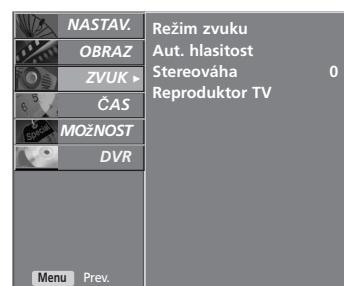 NASTAV.
OBRAZ
ZVUK ▸
ČAS
MOžNOST
DVR
Režim zvuku
Aut. hlasitost
Stereováha 0
Reproduktor TV
Menu Prev.